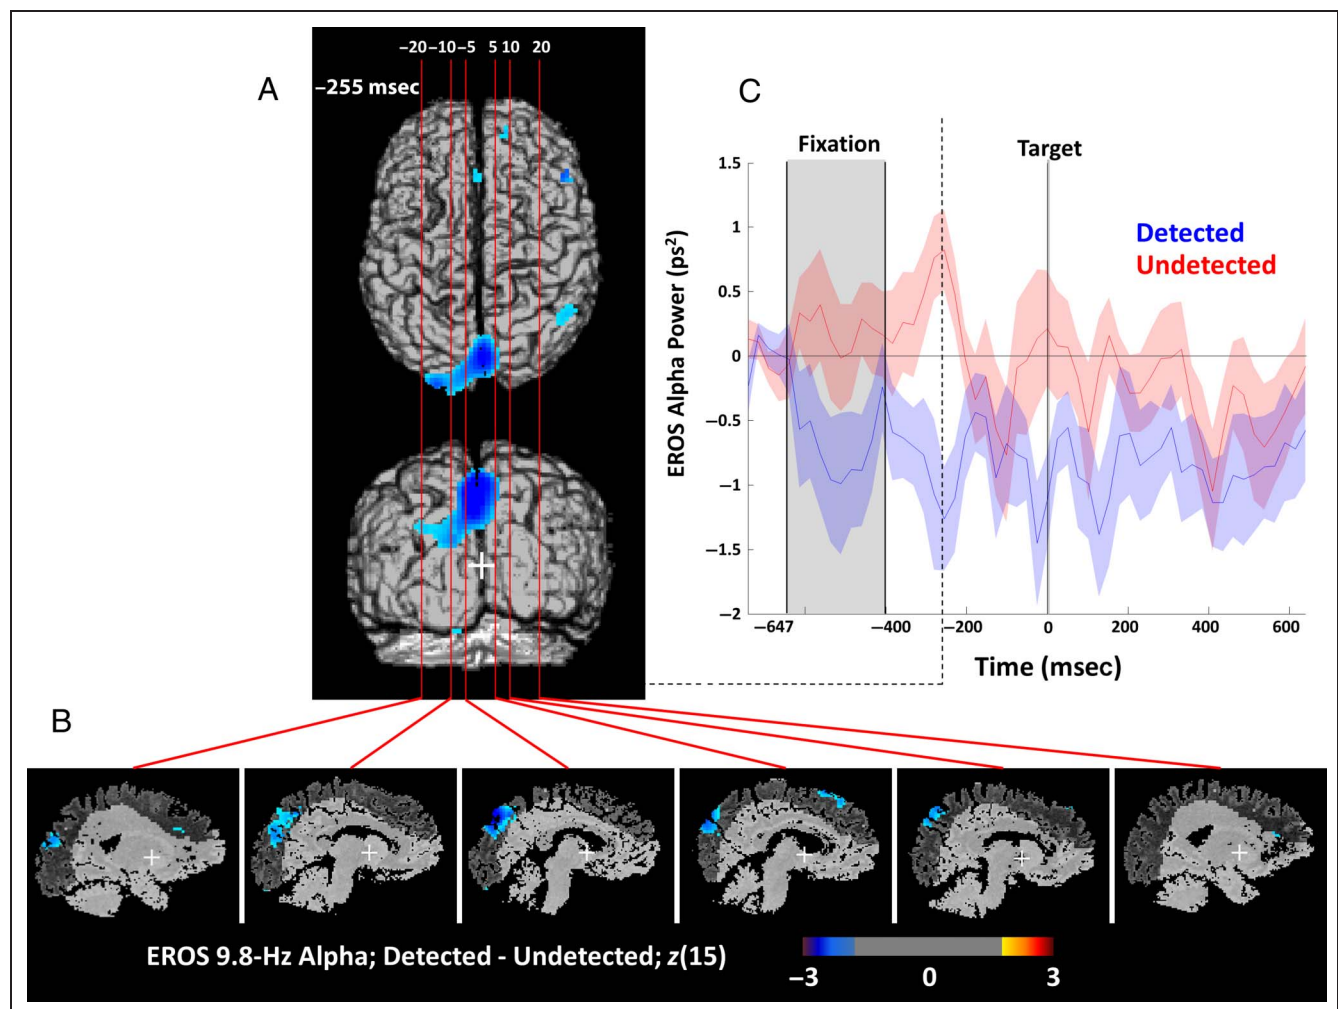 A
−20 −10 −5 5 10 20
−255 msec
C
Fixation
Target
Detected
Undetected
EROS Alpha Power (ps²)
1.5
1
0.5
0
−0.5
−1
−1.5
−2
−647 −400 −200 0 200 400 600
Time (msec)
B
EROS 9.8-Hz Alpha; Detected - Undetected; z(15)
−3 0 3